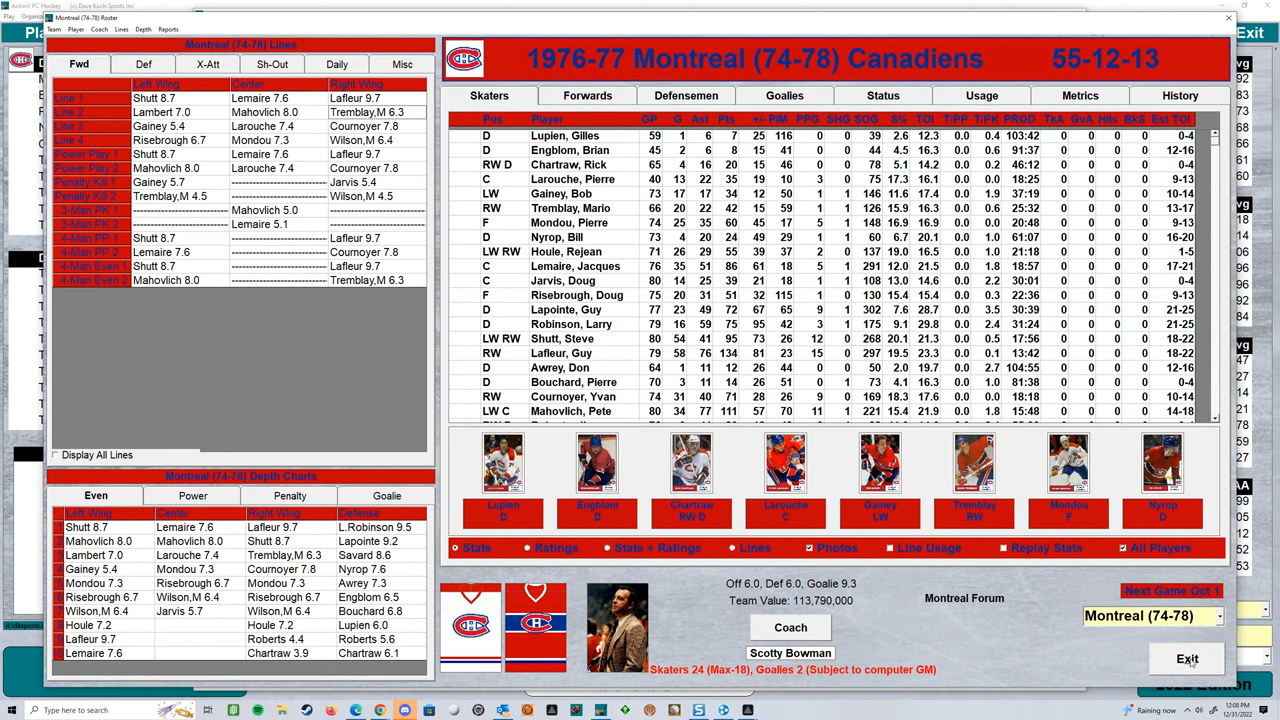 Action! PC Hockey (c) Dave Koch Sports Inc
Play Organiz
Montreal (74-78) Roster
Team Player Coach Lines Depth Reports
Pla
Exit
Montreal (74-78) Lines
Fwd Def X-Att Sh-Out Daily Misc
Left Wing Center Right Wing
Line 1 Shutt 8.7 Lemaire 7.6 Lafleur 9.7
Line 2 Lambert 7.0 Mahovlich 8.0 Tremblay,M 6.3
Line 3 Gainey 5.4 Larouche 7.4 Cournoyer 7.8
Line 4 Risebrough 6.7 Mondou 7.3 Wilson,M 6.4
Power Play 1 Shutt 8.7 Lemaire 7.6 Lafleur 9.7
Power Play 2 Mahovlich 8.0 Larouche 7.4 Cournoyer 7.8
Penalty Kill 1 Gainey 5.7 ---------------- Jarvis 5.4
Penalty Kill 2 Tremblay,M 4.5 ---------------- Wilson,M 4.5
3-Man PK 1 ---------------- Mahovlich 5.0 ----------------
3-Man PK 2 ---------------- Lemaire 5.1 ----------------
4-Man PP 1 Shutt 8.7 ---------------- Lafleur 9.7
4-Man PP 2 Lemaire 7.6 ---------------- Cournoyer 7.8
4-Man Even 1 Shutt 8.7 ---------------- Lafleur 9.7
4-Man Even 2 Mahovlich 8.0 ---------------- Tremblay,M 6.3
Display All Lines
Montreal (74-78) Depth Charts
Even Power Penalty Goalie
Left Wing Center Right Wing Defense
Shutt 8.7 Lemaire 7.6 Lafleur 9.7 L.Robinson 9.5
Mahovlich 8.0 Mahovlich 8.0 Shutt 8.7 Lapointe 9.2
Lambert 7.0 Larouche 7.4 Tremblay,M 6.3 Savard 8.6
Gainey 5.4 Mondou 7.3 Cournoyer 7.8 Nyrop 7.6
Mondou 7.3 Risebrough 6.7 Mondou 7.3 Awrey 7.3
Risebrough 6.7 Wilson,M 6.4 Risebrough 6.7 Engblom 6.5
Wilson,M 6.4 Jarvis 5.7 Wilson,M 6.4 Bouchard 6.8
Houle 7.2 Houle 7.2 Lupien 6.0
Lafleur 9.7 Roberts 4.4 Roberts 5.6
Lemaire 7.6 Chartraw 3.9 Chartraw 6.1
1976-77 Montreal (74-78) Canadiens 55-12-13
Skaters Forwards Defensemen Goalies Status Usage Metrics History
Pos Player GP G Ast Pts +/- PIM PPG SHG SOG S% TOI T/PP T/PK PROD TkA GvA Hits BkS Est TOI
D Lupien, Gilles 59 1 6 7 25 116 0 0 39 2.6 12.3 0.0 0.4 103:42 0 0 0 0 0-4
D Engblom, Brian 45 2 6 8 15 41 0 0 44 4.5 16.3 0.0 0.7 91:37 0 0 0 0 12-16
RW D Chartraw, Rick 65 4 16 20 14 50 0 0 78 5.1 14.2 0.0 0.2 46:12 0 0 0 0 0-4
C Larouche, Pierre 40 13 22 35 19 0 3 0 75 17.3 16.1 0.0 0.0 18:25 0 0 0 0 9-13
LW Gainey, Bob 73 17 17 34 12 50 0 2 146 11.6 17.4 0.0 3.9 37:19 0 0 0 0 10-14
RW Tremblay, Mario 66 20 22 42 15 59 0 0 134 14.9 16.3 0.0 0.6 25:32 0 0 0 0 13-17
F Mondou, Pierre 74 25 35 60 45 10 3 0 148 16.9 16.9 0.0 0.0 20:48 0 0 0 0 9-13
D Nyrop, Bill 73 4 20 24 49 28 1 0 60 6.7 20.1 0.0 1.5 61:07 0 0 0 0 16-20
LW RW Houle, Rejean 71 26 29 55 39 26 5 0 137 19.0 16.5 0.0 0.2 21:18 0 0 0 0 1-5
C Lemaire, Jacques 76 35 51 86 61 18 6 1 291 12.0 21.5 0.0 1.8 18:57 0 0 0 0 17-21
C Jarvis, Doug 80 14 25 39 21 1 108 13.0 14.6 0.0 2.2 30:01 0 0 0 0 0-4
F Risebrough, Doug 75 20 31 51 32 115 1 0 130 15.4 15.4 0.0 0.3 22:36 0 0 0 0 9-13
D Lapointe, Guy 77 23 49 72 67 65 9 1 302 7.6 28.7 0.0 3.5 30:39 0 0 0 0 21-25
D Robinson, Larry 79 16 59 75 95 42 3 1 175 9.1 29.8 0.0 2.4 31:24 0 0 0 0 21-25
LW RW Shutt, Steve 80 54 41 95 73 26 12 0 268 20.1 21.3 0.0 0.5 17:56 0 0 0 0 18-22
RW Lafleur, Guy 79 58 76 134 81 23 15 0 297 19.5 23.3 0.0 0.1 13:42 0 0 0 0 18-22
D Awrey, Don 64 1 11 12 26 44 0 0 50 2.0 19.7 0.0 2.7 104:55 0 0 0 0 12-16
D Bouchard, Pierre 70 3 11 14 26 51 0 0 73 4.1 16.3 0.0 1.0 81:38 0 0 0 0 0-4
RW Cournoyer, Yvan 74 31 40 71 28 26 9 0 169 18.3 17.6 0.0 0.0 18:18 0 0 0 0 10-14
LW C Mahovlich, Pete 80 34 77 111 57 70 11 1 221 15.4 21.9 0.0 1.8 15:48 0 0 0 0 14-18
Lupien D
Engblom D
Chartraw RW D
Larouche C
Gainey LW
Tremblay RW
Mondou F
Nyrop D
Stats Ratings Stats + Ratings Lines Photos Line Usage Replay Stats All Players
Off 6.0, Def 6.0, Goalie 9.3
Team Value: 113,790,000
Coach
Scotty Bowman
Montreal Forum
Next Game Oct 1
Montreal (74-78)
Skaters 24 (Max-18), Goalies 2 (Subject to computer GM)
Exit
2022 Edition
Type here to search
Raining now
12:08 PM
12/31/2022